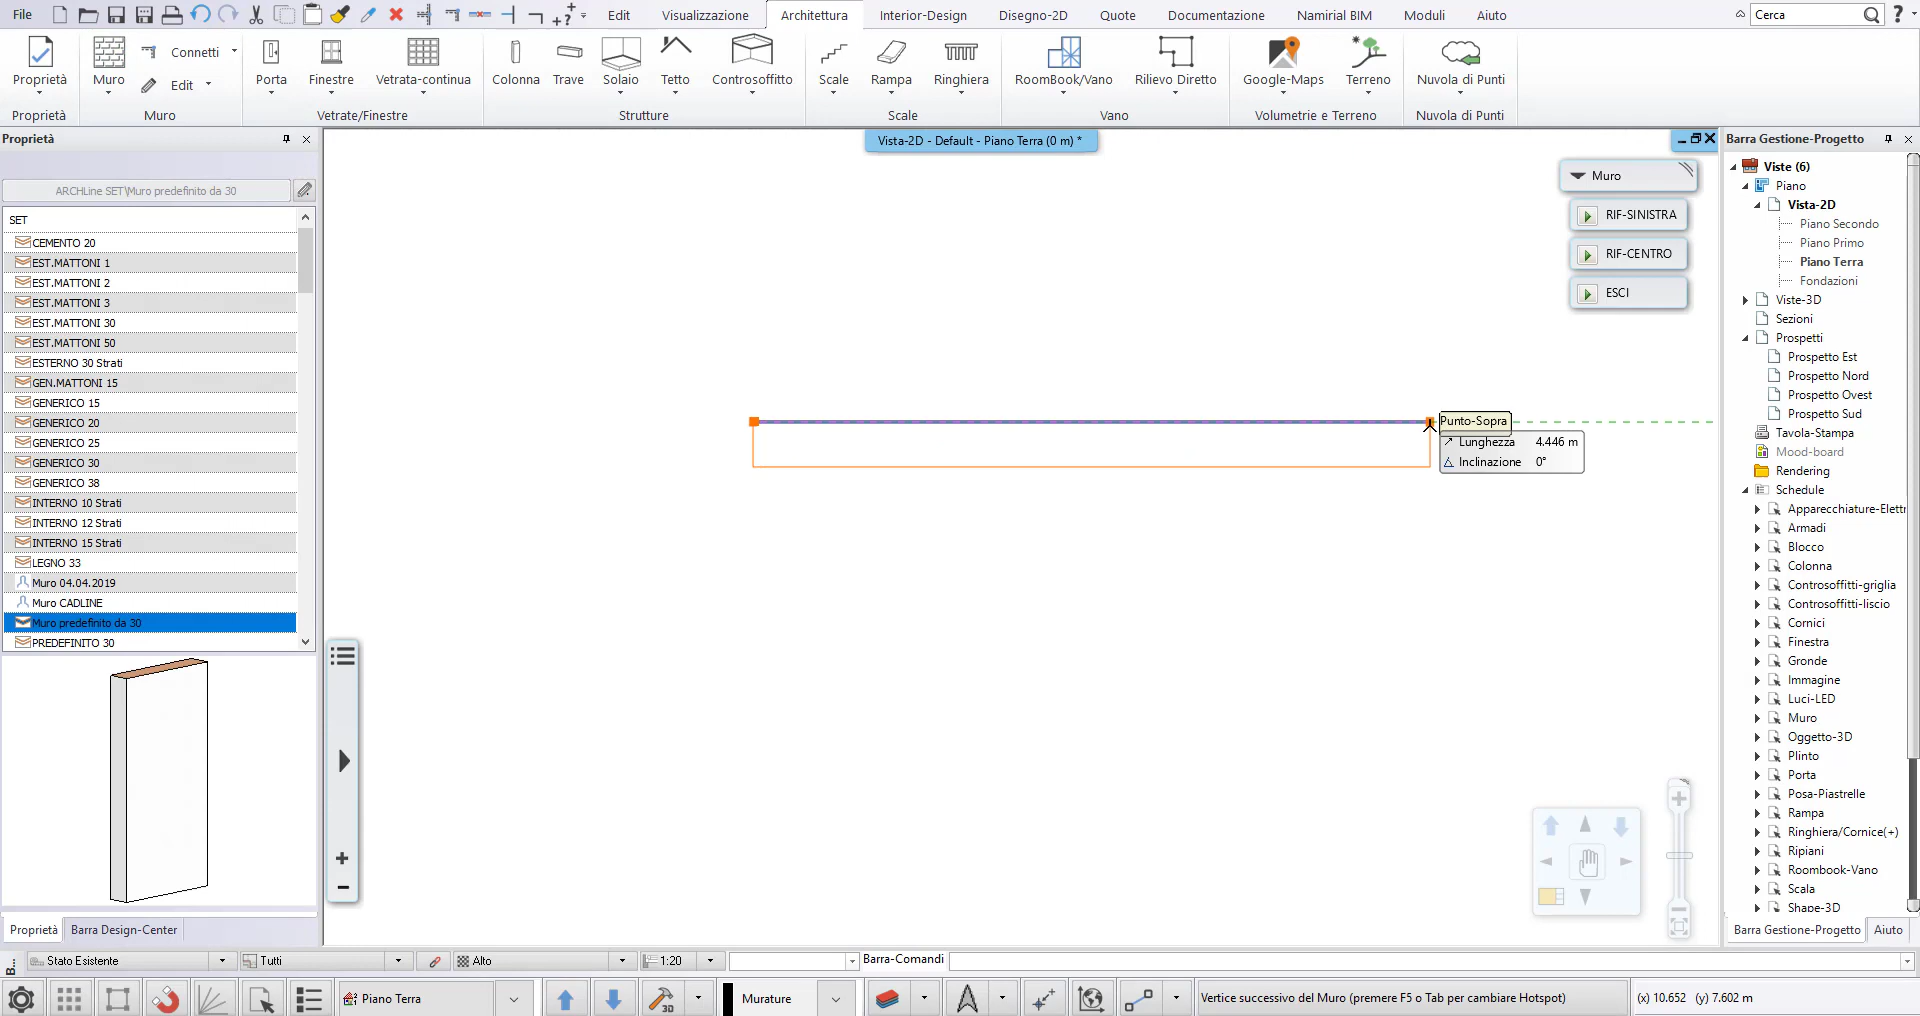 File
Edit
Visualizzazione
Architettura
Interior-Design
Disegno-2D
Quote
Documentazione
Namirial BIM
Moduli
Aiuto
Cerca
Proprietà
Muro
Connetti
Edit
Porta
Finestre
Vetrata-continua
Colonna
Trave
Solaio
Tetto
Controsoffitto
Scale
Rampa
Ringhiera
RoomBook/Vano
Rilievo Diretto
Google-Maps
Terreno
Nuvola di Punti
Proprietà
Muro
Vetrate/Finestre
Strutture
Scale
Vano
Volumetrie e Terreno
Nuvola di Punti
Proprietà
ARCHLine SET\Muro predefinito da 30
SET
CEMENTO 20
EST.MATTONI 1
EST.MATTONI 2
EST.MATTONI 3
EST.MATTONI 30
EST.MATTONI 50
ESTERNO 30 Strati
GEN.MATTONI 15
GENERICO 15
GENERICO 20
GENERICO 25
GENERICO 30
GENERICO 38
INTERNO 10 Strati
INTERNO 12 Strati
INTERNO 15 Strati
LEGNO 33
Muro 04.04.2019
Muro CADLINE
Muro predefinito da 30
PREDEFINITO 30
Proprietà
Barra Design-Center
Vista-2D - Default - Piano Terra (0 m) *
Muro
RIF-SINISTRA
RIF-CENTRO
ESCI
Punto-Sopra
Lunghezza 4.446 m
Inclinazione 0°
Barra Gestione-Progetto
Viste (6)
Piano
Vista-2D
Piano Secondo
Piano Primo
Piano Terra
Fondazioni
Viste-3D
Sezioni
Prospetti
Prospetto Est
Prospetto Nord
Prospetto Ovest
Prospetto Sud
Tavola-Stampa
Mood-board
Rendering
Schedule
Apparecchiature-Elettr
Armadi
Blocco
Colonna
Controsoffitti-griglia
Controsoffitti-liscio
Cornici
Finestra
Gronde
Immagine
Luci-LED
Muro
Oggetto-3D
Plinto
Porta
Posa-Piastrelle
Rampa
Ringhiera/Cornice(+)
Ripiani
Roombook-Vano
Scala
Shape-3D
Barra Gestione-Progetto
Aiuto
B...
Stato Esistente
Tutti
Alto
1:20
Barra-Comandi
Piano Terra
3D
Murature
Vertice successivo del Muro (premere F5 o Tab per cambiare Hotspot)
(x) 10.652 (y) 7.602 m